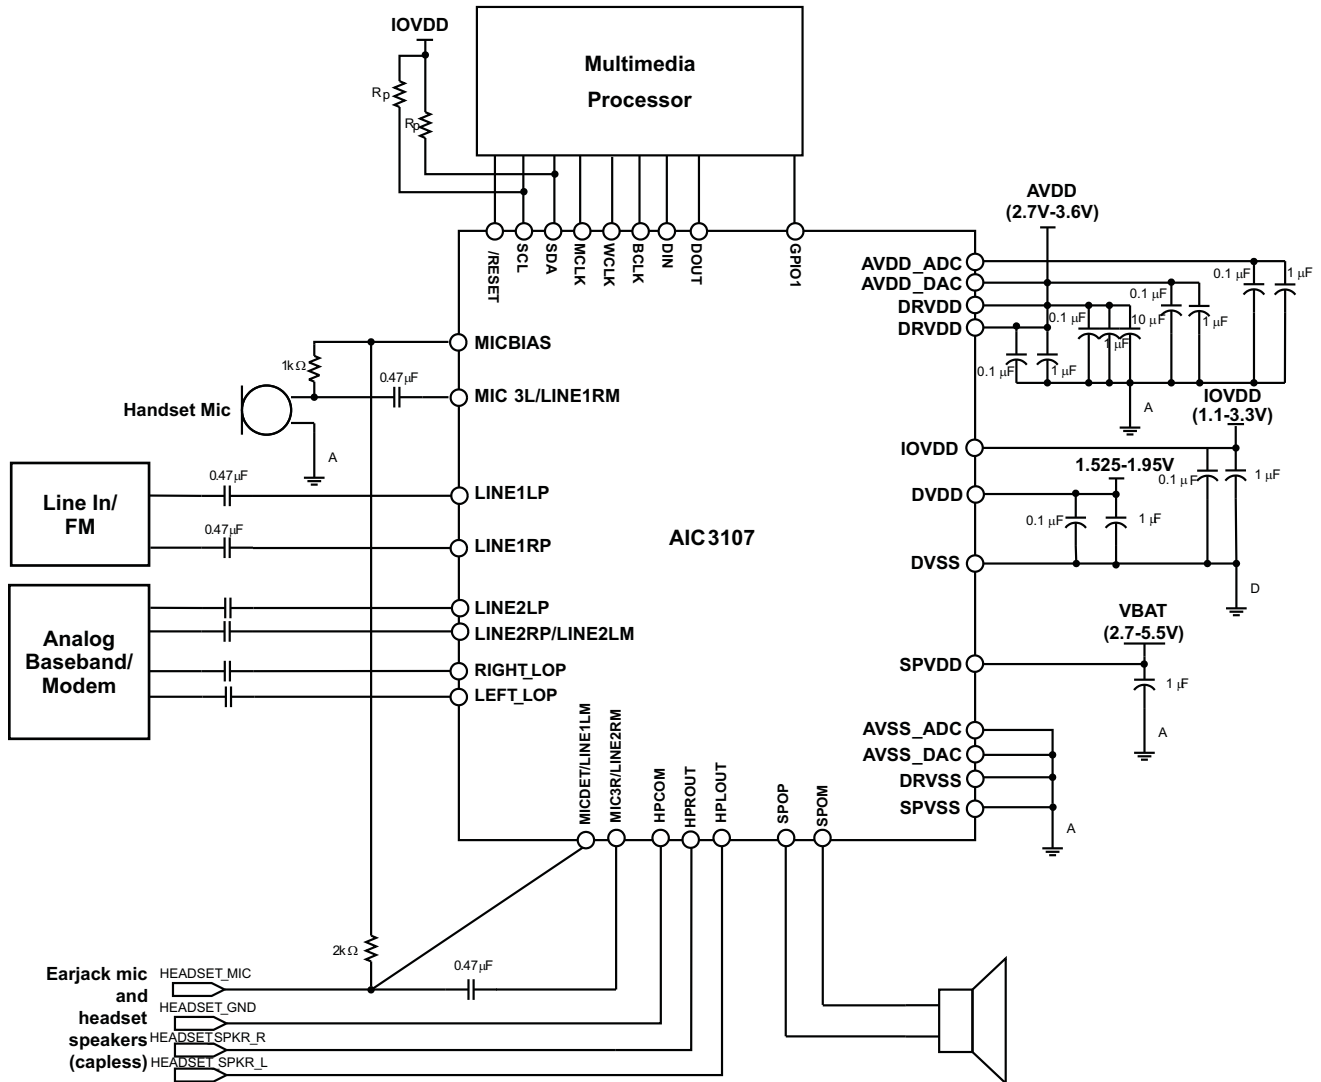 IOVDD
Rp
Rp
Multimedia
Processor
/RESET
SCL
SDA
MCLK
WCLK
BCLK
DIN
DOUT
GPIO1
AVDD
(2.7V-3.6V)
AVDD_ADC
AVDD_DAC
DRVDD
DRVDD
0.1 µF
1 µF
0.1 µF
1 µF
0.1 µF
1 µF
10 µF
0.1 µF
1 µF
A
MICBIAS
1kΩ
0.47µF
MIC 3L/LINE1RM
Handset Mic
A
IOVDD
(1.1-3.3V)
IOVDD
1.525-1.95V
0.1 µF
1 µF
DVDD
0.1 µF
1 µF
DVSS
D
Line In/
FM
0.47µF
LINE1LP
0.47µF
LINE1RP
AIC3107
Analog
Baseband/
Modem
LINE2LP
LINE2RP/LINE2LM
RIGHT_LOP
LEFT_LOP
VBAT
(2.7-5.5V)
SPVDD
1 µF
A
AVSS_ADC
AVSS_DAC
DRVSS
SPVSS
A
MICDET/LINE1LM
MIC3R/LINE2RM
HPCOM
HPROUT
HPLOUT
SPOP
SPOM
2kΩ
0.47µF
Earjack mic
and
headset
speakers
(capless)
HEADSET_MIC
HEADSET_GND
HEADSETSPKR_R
HEADSET SPKR_L